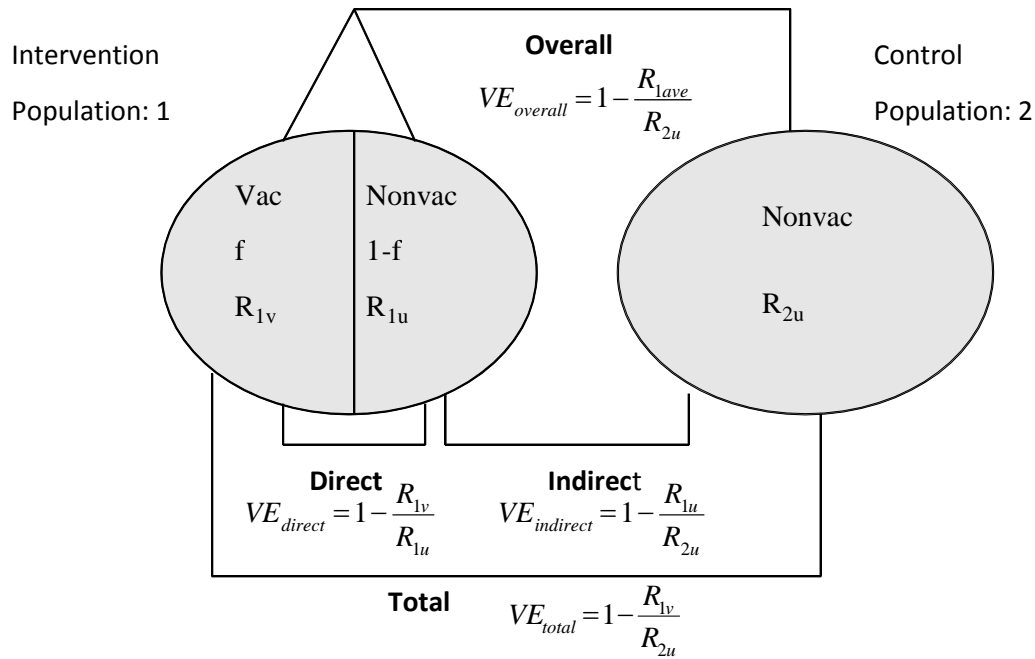 Intervention
Population: 1
Overall
VE_overall = 1 − R_1ave / R_2u
Control
Population: 2
Vac
f
R_1v
Nonvac
1-f
R_1u
Nonvac
R_2u
Direct
VE_direct = 1 − R_1v / R_1u
Indirect
VE_indirect = 1 − R_1u / R_2u
Total
VE_total = 1 − R_1v / R_2u